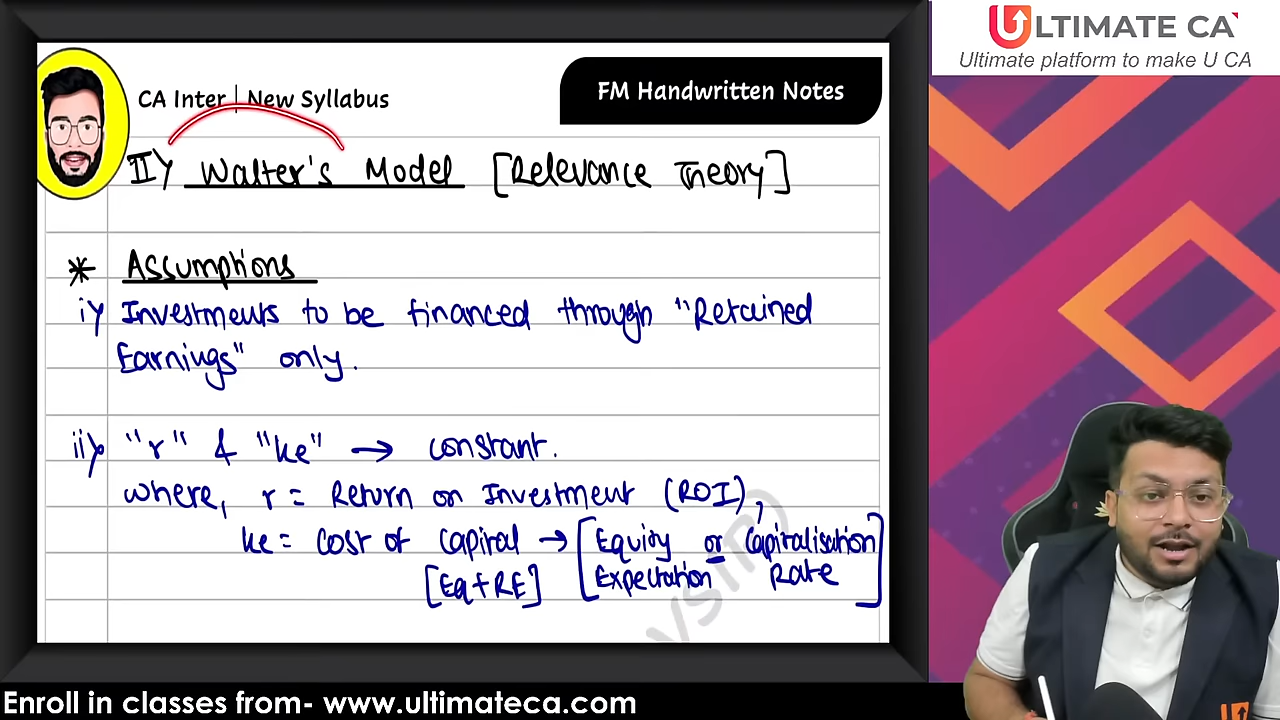 ULTIMATE CA
Ultimate platform to make U CA
CA Inter | New Syllabus
FM Handwritten Notes
II) Walter's Model [Relevance Theory]
* Assumptions
i) Investments to be financed through "Retained
Earnings" only.
ii) "r" & "ke" → constant.
where, r = Return on Investment (ROI),
ke = cost of capital → [Equity or Capitalisation
[Eq+RE] Expectation Rate]
VSIR)
Enroll in classes from- www.ultimateca.com